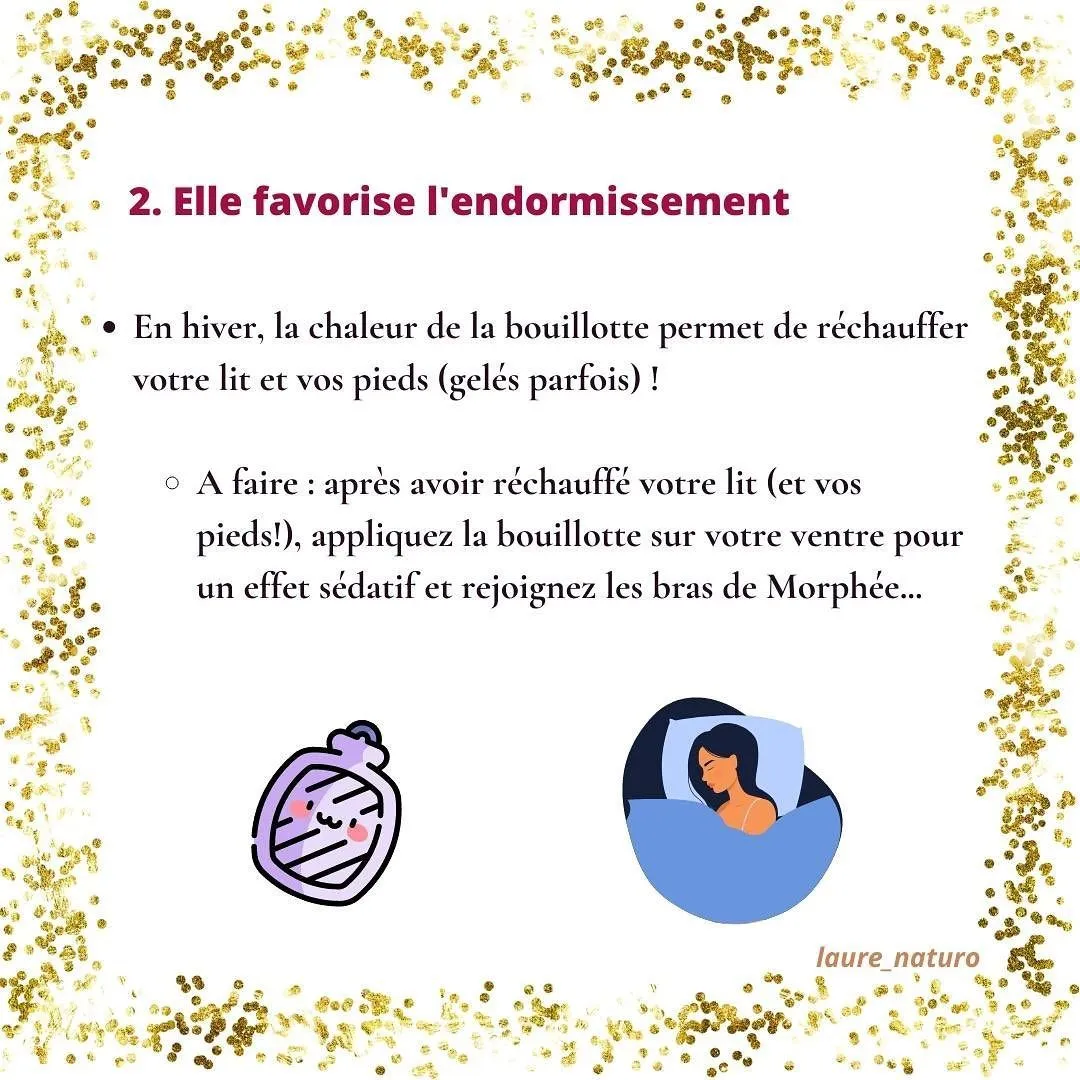 2. Elle favorise l'endormissement
• En hiver, la chaleur de la bouillotte permet de réchauffer
votre lit et vos pieds (gelés parfois) !
○ A faire : après avoir réchauffé votre lit (et vos
pieds!), appliquez la bouillotte sur votre ventre pour
un effet sédatif et rejoignez les bras de Morphée...
laure_naturo